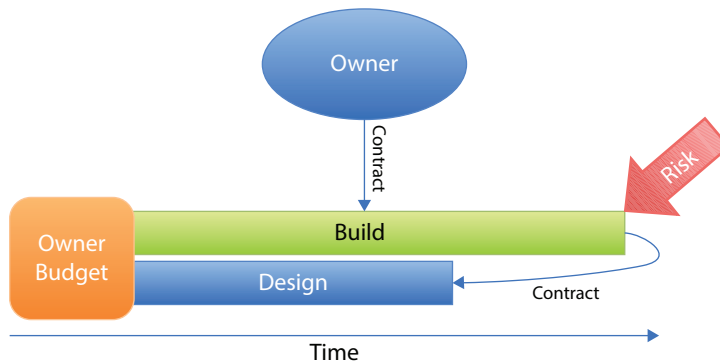 Owner
Contract
Risk
Build
Owner
Budget
Design
Contract
Time